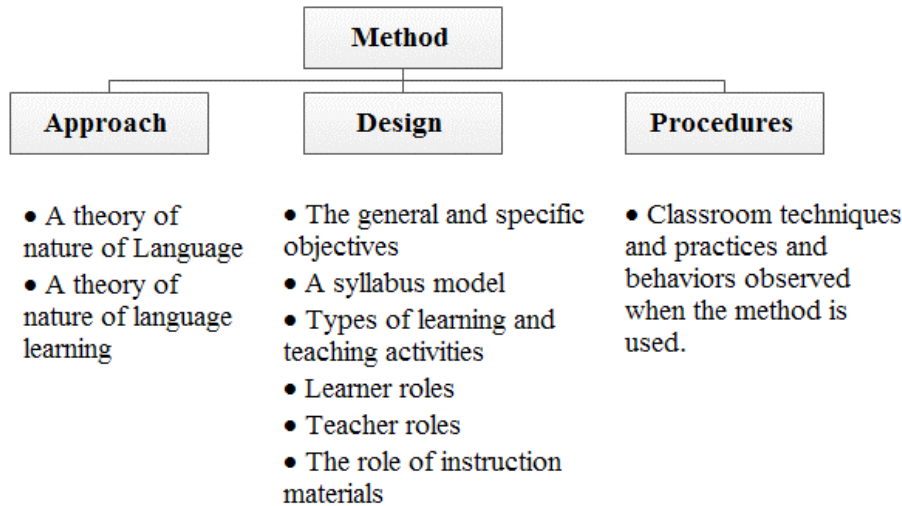 Method
Approach
Design
Procedures
• A theory of
nature of Language
• A theory of
nature of language
learning
• The general and specific
objectives
• A syllabus model
• Types of learning and
teaching activities
• Learner roles
• Teacher roles
• The role of instruction
materials
• Classroom techniques
and practices and
behaviors observed
when the method is
used.